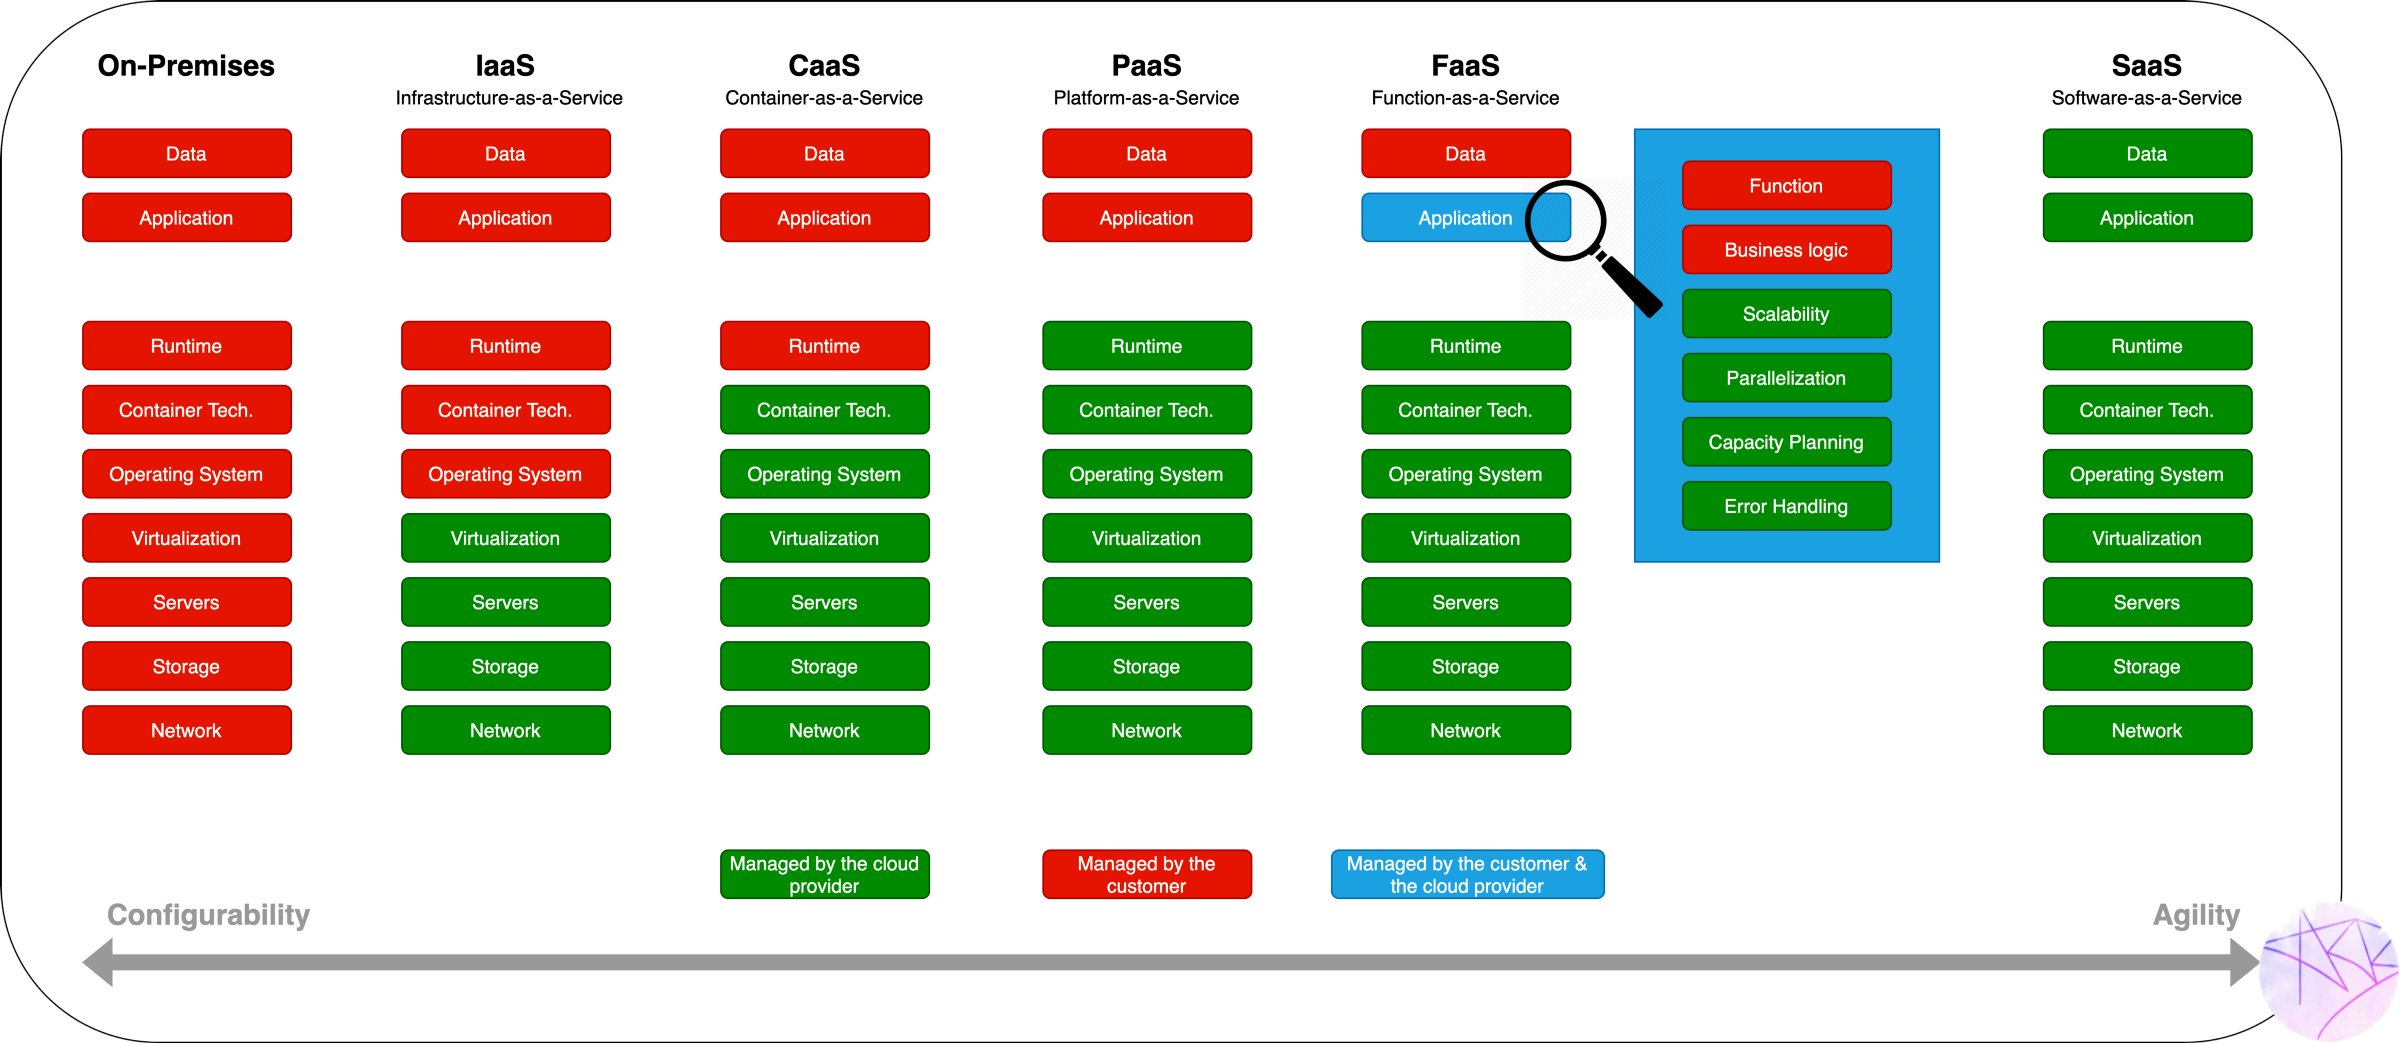 On-Premises
Data
Application
Runtime
Container Tech.
Operating System
Virtualization
Servers
Storage
Network
IaaS
Infrastructure-as-a-Service
Data
Application
Runtime
Container Tech.
Operating System
Virtualization
Servers
Storage
Network
CaaS
Container-as-a-Service
Data
Application
Runtime
Container Tech.
Operating System
Virtualization
Servers
Storage
Network
PaaS
Platform-as-a-Service
Data
Application
Runtime
Container Tech.
Operating System
Virtualization
Servers
Storage
Network
FaaS
Function-as-a-Service
Data
Application
Runtime
Container Tech.
Operating System
Virtualization
Servers
Storage
Network
Function
Business logic
Scalability
Parallelization
Capacity Planning
Error Handling
SaaS
Software-as-a-Service
Data
Application
Runtime
Container Tech.
Operating System
Virtualization
Servers
Storage
Network
Managed by the cloud
provider
Managed by the
customer
Managed by the customer &
the cloud provider
Configurability
Agility